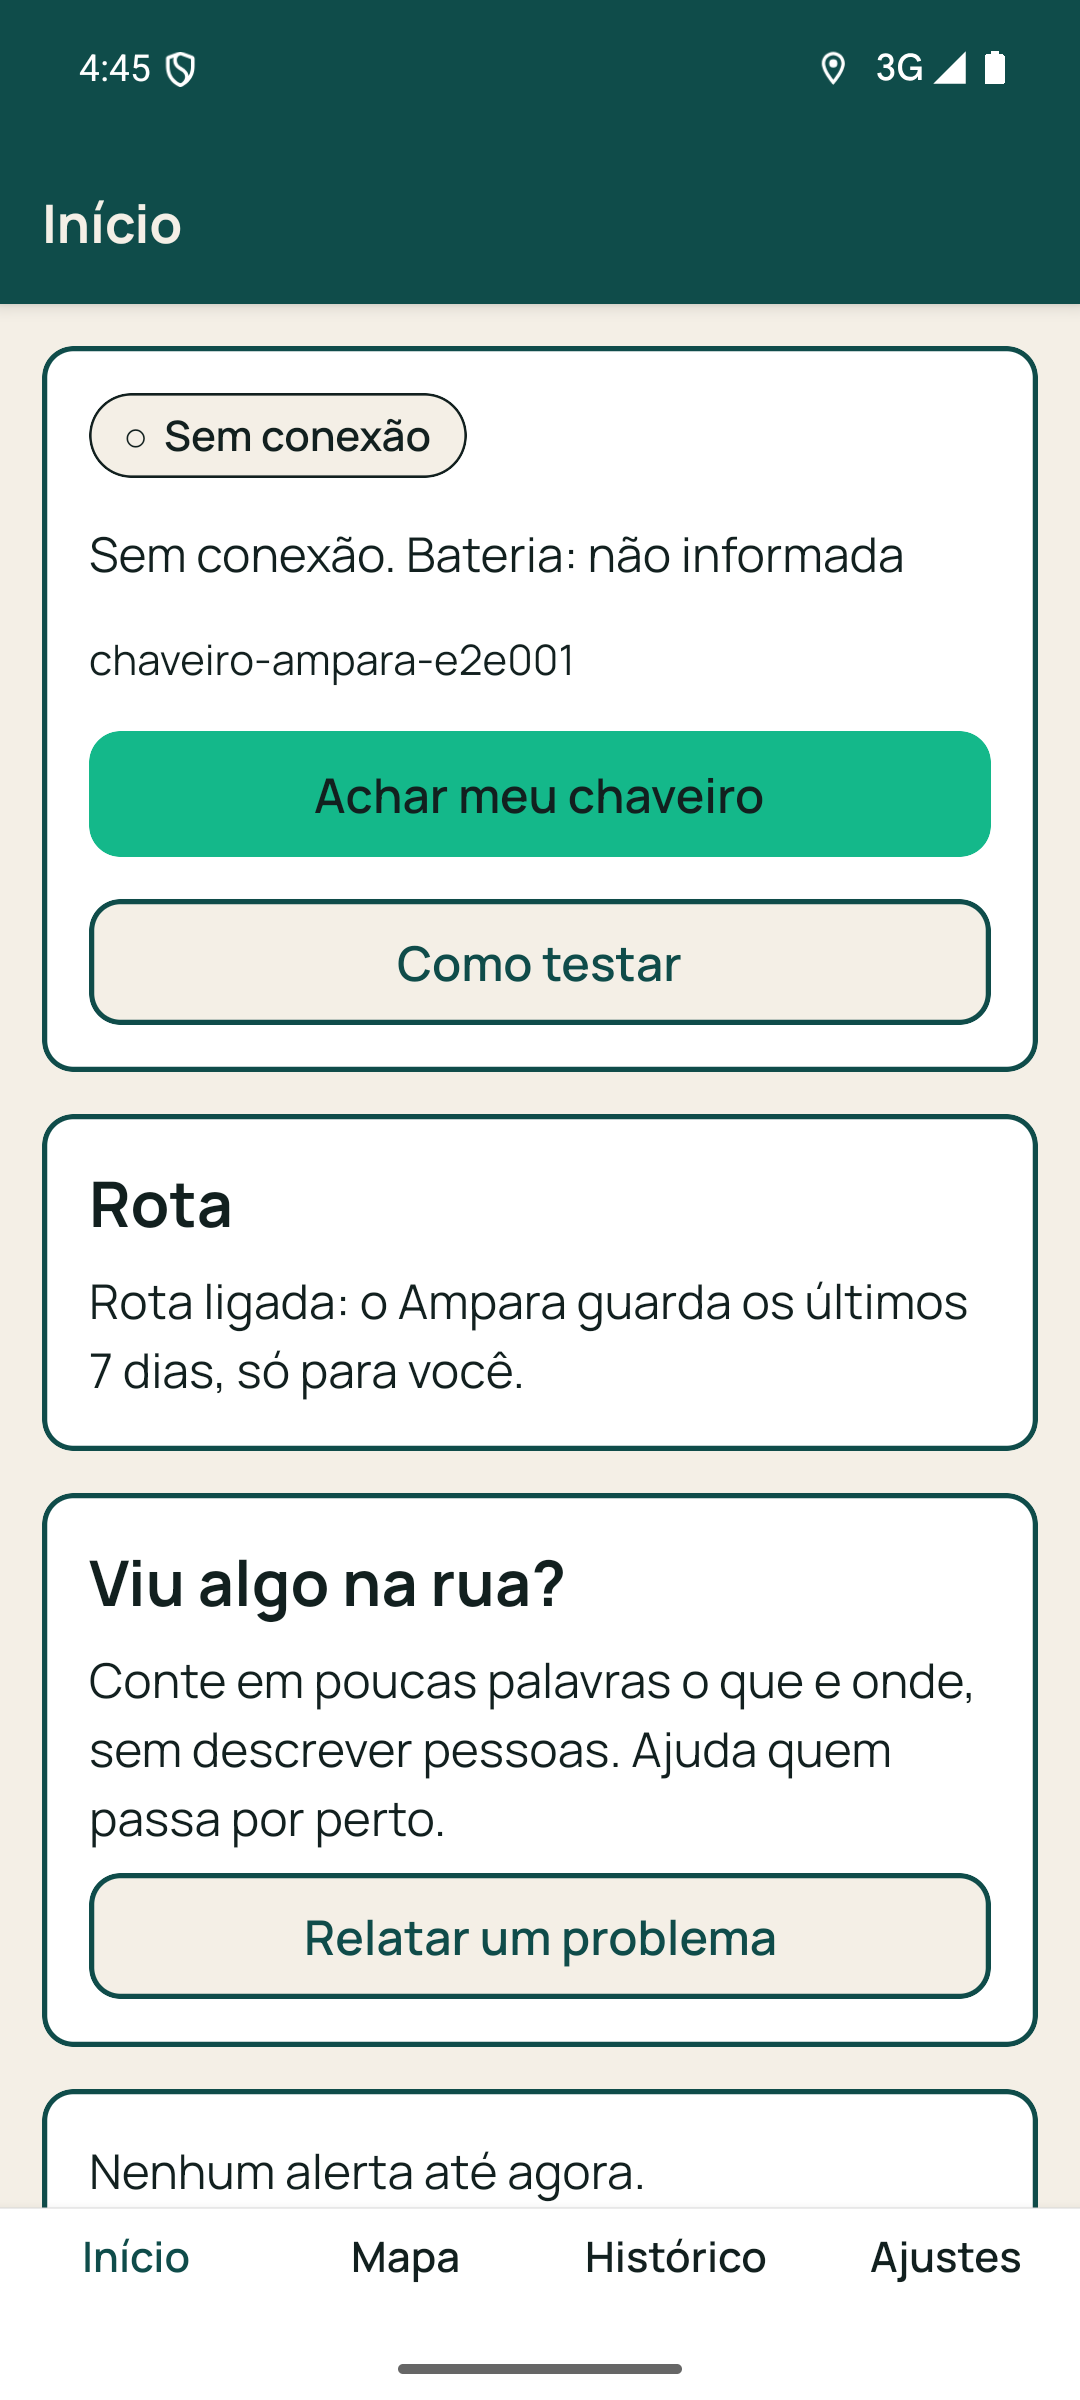 4:45
3G
Início
Sem conexão
Sem conexão. Bateria: não informada
chaveiro-ampara-e2e001
Achar meu chaveiro
Como testar
Rota
Rota ligada: o Ampara guarda os últimos
7 dias, só para você.
Viu algo na rua?
Conte em poucas palavras o que e onde,
sem descrever pessoas. Ajuda quem
passa por perto.
Relatar um problema
Nenhum alerta até agora.
Início
Mapa
Histórico
Ajustes